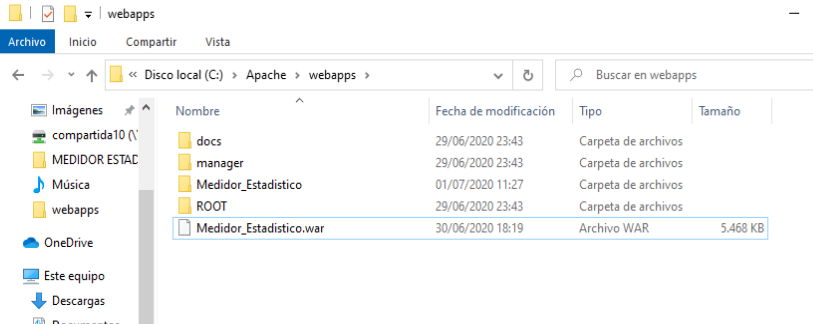 webapps
Archivo Inicio Compartir Vista
« Disco local (C:) > Apache > webapps > Buscar en webapps
Imágenes
compartida10 (\
MEDIDOR ESTAD
Música
webapps
OneDrive
Este equipo
Descargas
Documentos
Nombre Fecha de modificación Tipo Tamaño
docs 29/06/2020 23:43 Carpeta de archivos
manager 29/06/2020 23:43 Carpeta de archivos
Medidor_Estadistico 01/07/2020 11:27 Carpeta de archivos
ROOT 29/06/2020 23:43 Carpeta de archivos
Medidor_Estadistico.war 30/06/2020 18:19 Archivo WAR 5.468 KB